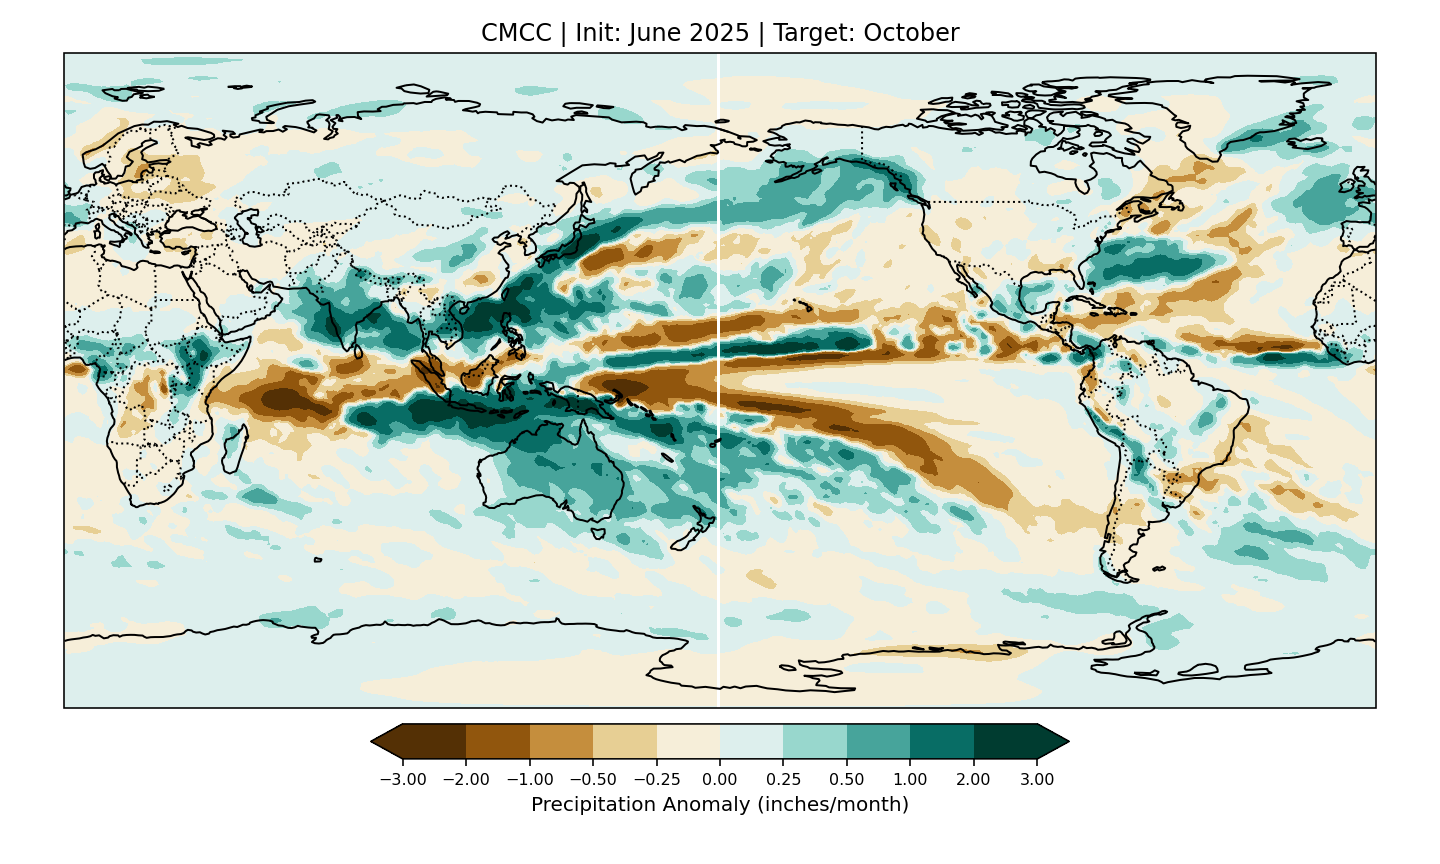 CMCC | Init: June 2025 | Target: October
−3.00 −2.00 −1.00 −0.50 −0.25 0.00 0.25 0.50 1.00 2.00 3.00
Precipitation Anomaly (inches/month)